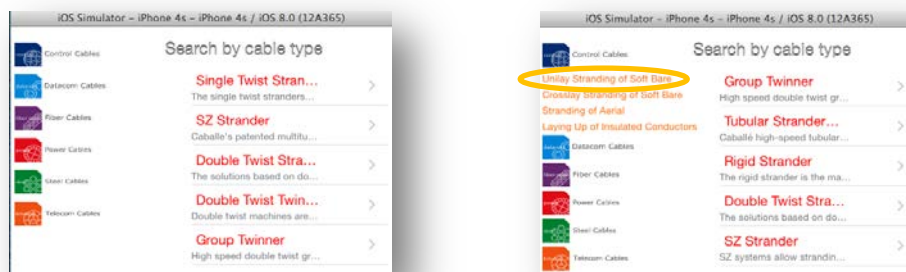 iOS Simulator – iPhone 4s – iPhone 4s / iOS 8.0 (12A365)
Search by cable type
Control Cables
Datacom Cables
Fiber Cables
Power Cables
Steel Cables
Telecom Cables
Single Twist Stran...
The single twist stranders...
SZ Strander
Caballe's patented multitu...
Double Twist Stra...
The solutions based on do...
Double Twist Twin...
Double twist machines are...
Group Twinner
High speed double twist gr...
iOS Simulator – iPhone 4s – iPhone 4s / iOS 8.0 (12A365)
Search by cable type
Control Cables
Unilay Stranding of Soft Bare
Crosslay Stranding of Soft Bare
Stranding of Aerial
Laying Up of Insulated Conductors
Datacom Cables
Fiber Cables
Power Cables
Steel Cables
Telecom Cables
Group Twinner
High speed double twist gr...
Tubular Strander...
Caballé high-speed tubular...
Rigid Strander
The rigid strander is the ma...
Double Twist Stra...
The solutions based on do...
SZ Strander
SZ systems allow strandin...